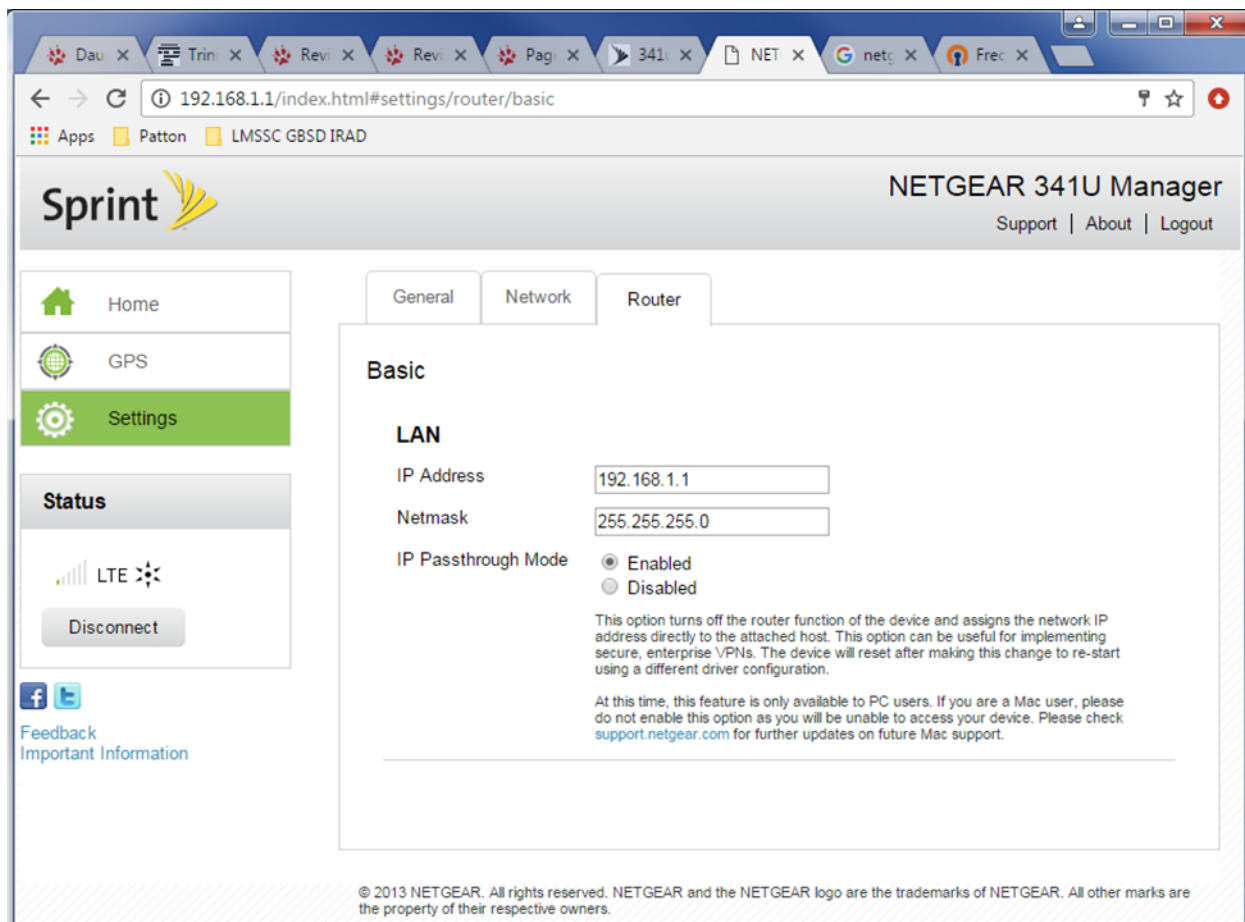 Dau
Trini
Revi
Revi
Page
341u
NET
netg
Frec
192.168.1.1/index.html#settings/router/basic
Apps
Patton
LMSSC GBSD IRAD
Sprint
NETGEAR 341U Manager
Support | About | Logout
Home
GPS
Settings
Status
LTE
Disconnect
Feedback
Important Information
General
Network
Router
Basic
LAN
IP Address
192.168.1.1
Netmask
255.255.255.0
IP Passthrough Mode
Enabled
Disabled
This option turns off the router function of the device and assigns the network IP
address directly to the attached host. This option can be useful for implementing
secure, enterprise VPNs. The device will reset after making this change to re-start
using a different driver configuration.
At this time, this feature is only available to PC users. If you are a Mac user, please
do not enable this option as you will be unable to access your device. Please check
support.netgear.com for further updates on future Mac support.
© 2013 NETGEAR. All rights reserved. NETGEAR and the NETGEAR logo are the trademarks of NETGEAR. All other marks are
the property of their respective owners.